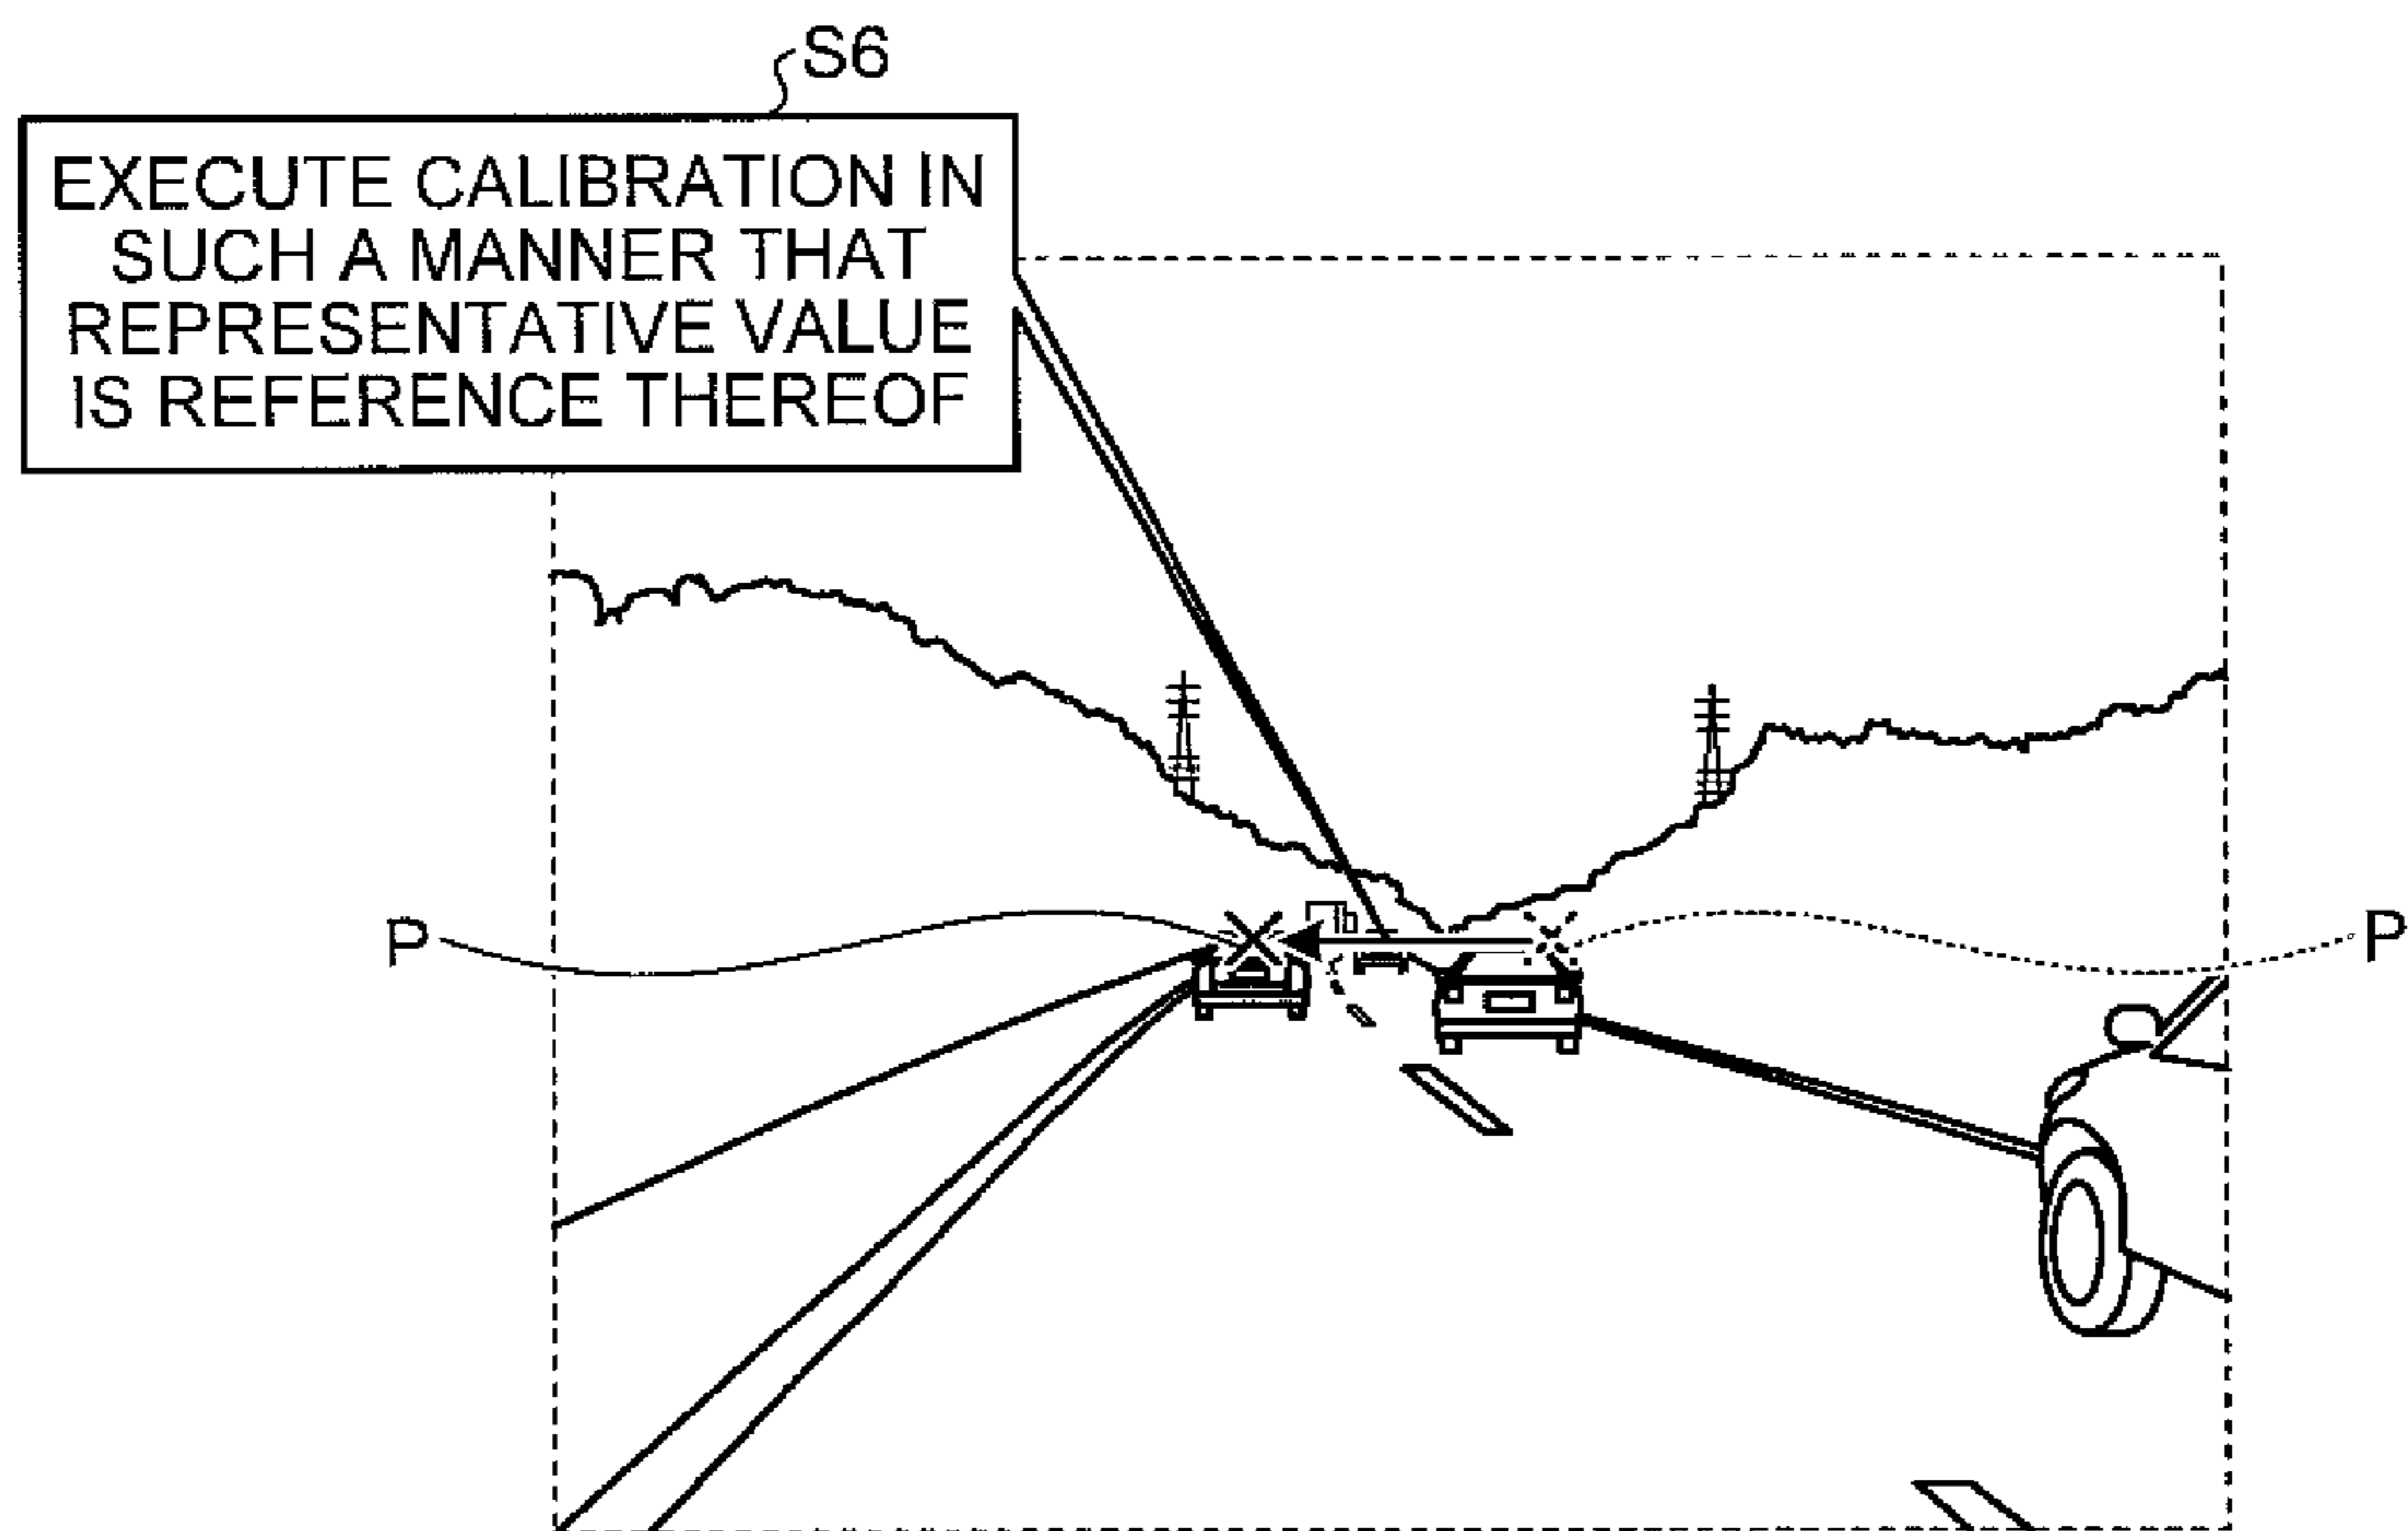 S6
EXECUTE CALIBRATION IN
SUCH A MANNER THAT
REPRESENTATIVE VALUE
IS REFERENCE THEREOF
P
P